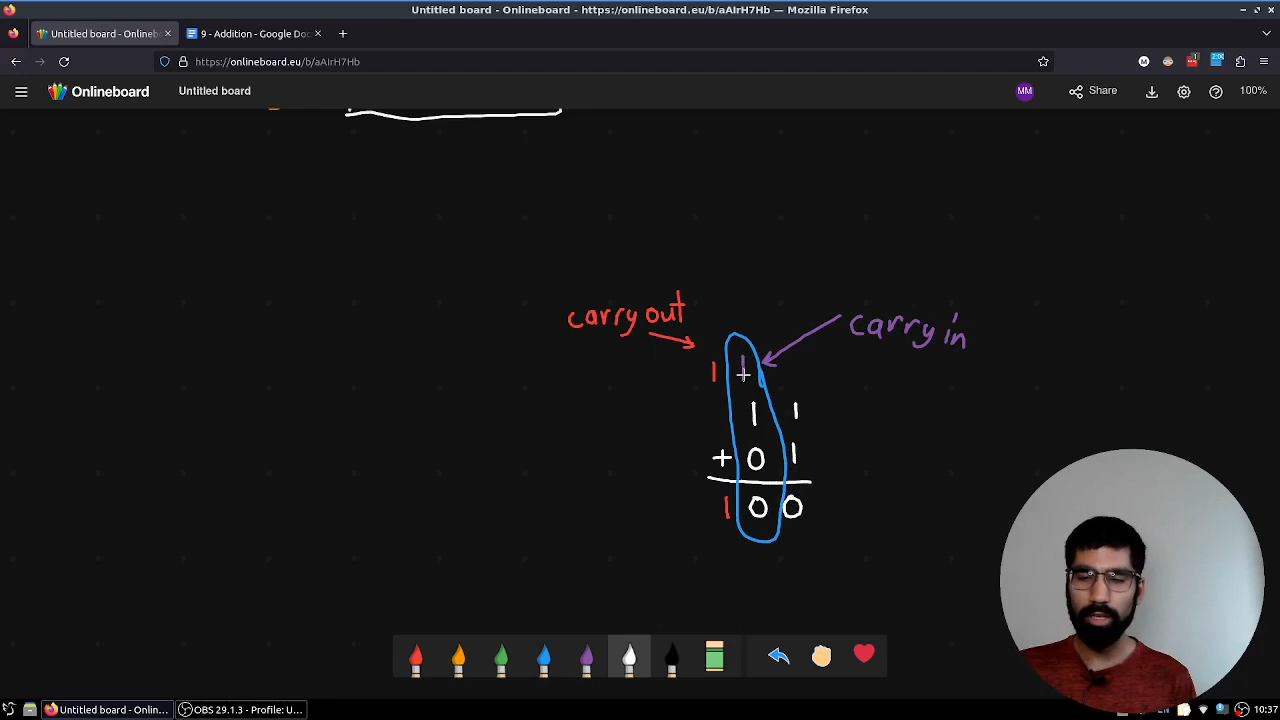 Untitled board - Onlineboard - https://onlineboard.eu/b/aAIrH7Hb — Mozilla Firefox
Untitled board - Onlineb
9 - Addition - Google Doc
https://onlineboard.eu/b/aAIrH7Hb
Onlineboard
Untitled board
MM
Share
100%
carry out
carry in
1 1
1 1
+ 0 1
1 0 0
Untitled board - Onlin...
OBS 29.1.3 - Profile: U...
10:37